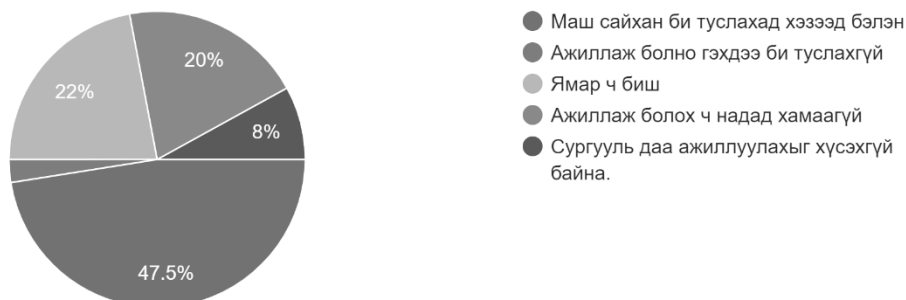 20%
22%
8%
47.5%
Маш сайхан би туслахад хэзээд бэлэн
Ажиллаж болно гэхдээ би туслахгүй
Ямар ч биш
Ажиллаж болох ч надад хамаагүй
Сургууль даа ажиллуулахыг хүсэхгүй
байна.